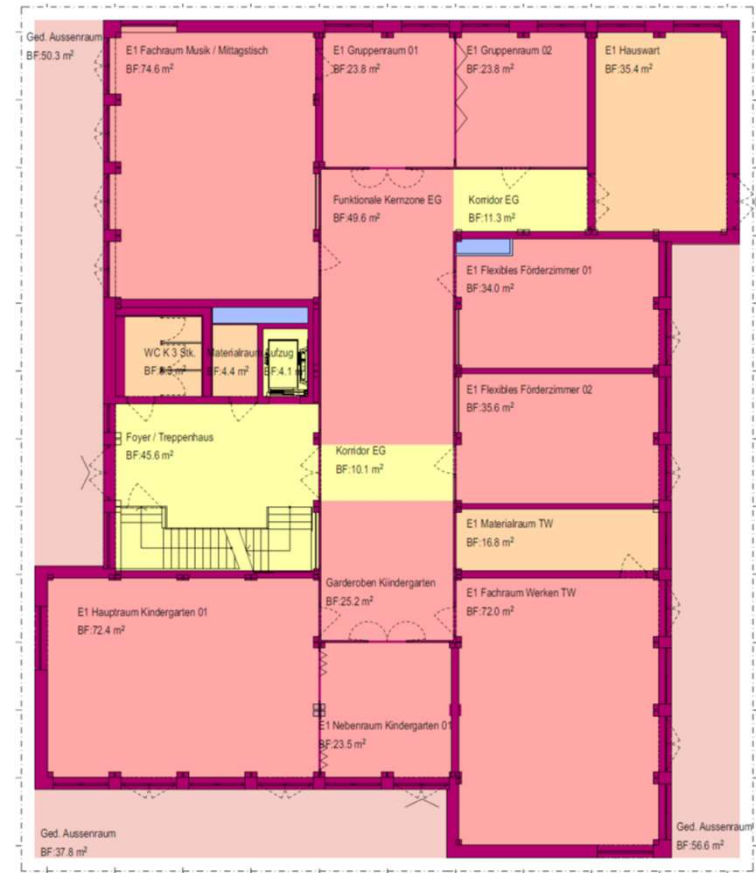 Ged. Aussenraum
BF:50.3 m²
E1 Fachraum Musik / Mittagstisch
BF:74.6 m²
E1 Gruppenraum 01
BF:23.8 m²
E1 Gruppenraum 02
BF:23.8 m²
E1 Hauswart
BF:35.4 m²
Funktionale Kernzone EG
BF:49.6 m²
Korridor EG
BF:11.3 m²
E1 Flexibles Förderzimmer 01
BF:34.0 m²
WC K 3 Stk.
Materialraum
BF:4.4 m²
Aufzug
BF:4.1 m²
E1 Flexibles Förderzimmer 02
BF:35.6 m²
Foyer / Treppenhaus
BF:45.6 m²
Korridor EG
BF:10.1 m²
E1 Materialraum TW
BF:16.8 m²
Garderoben Kiindergarten
BF:25.2 m²
E1 Fachraum Werken TW
BF:72.0 m²
E1 Hauptraum Kindergarten 01
BF:72.4 m²
E1 Nebenraum Kindergarten 01
BF:23.5 m²
Ged. Aussenraum
BF:37.8 m²
Ged. Aussenraum
BF:56.6 m²